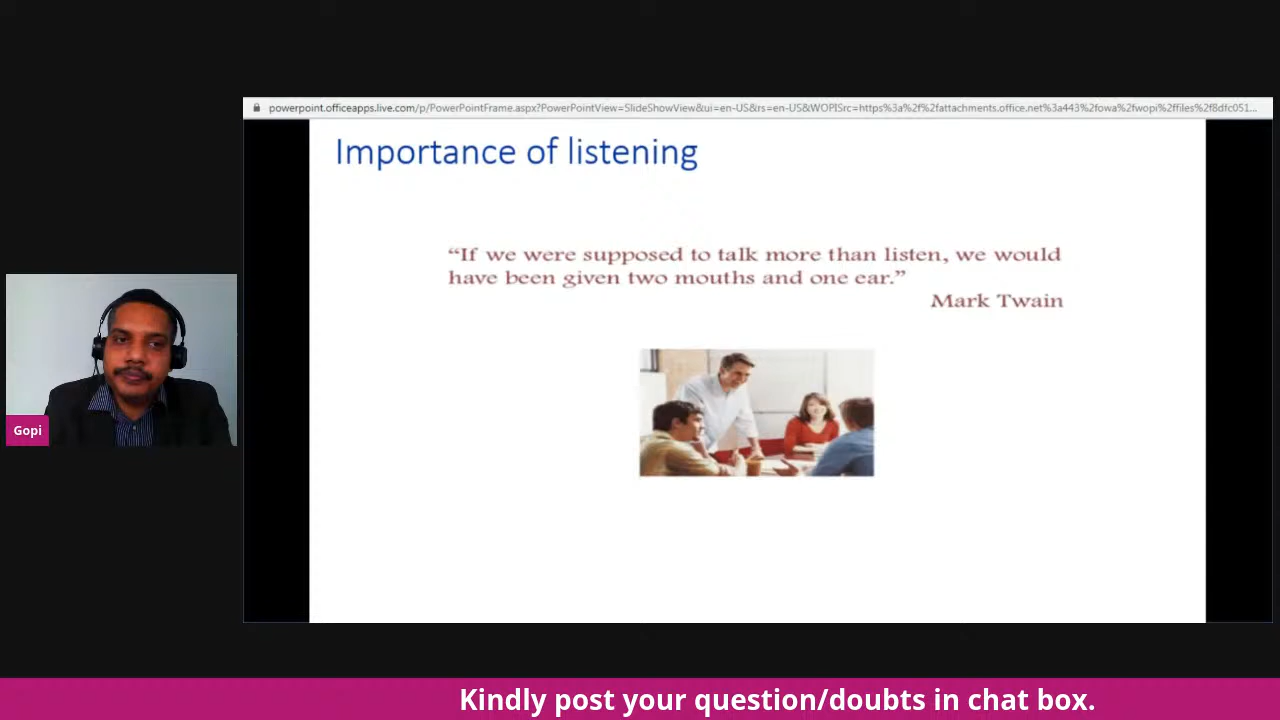 powerpoint.officeapps.live.com/p/PowerPointFrame.aspx?PowerPointView=SlideShowView&ui=en-US&rs=en-US&WOPISrc=https%3a%2f%2fattachments.office.net%3a443%2fowa%2fwopi%2ffiles%2f8dfc051...
Importance of listening
“If we were supposed to talk more than listen, we would
have been given two mouths and one ear.”
Mark Twain
Gopi
Kindly post your question/doubts in chat box.